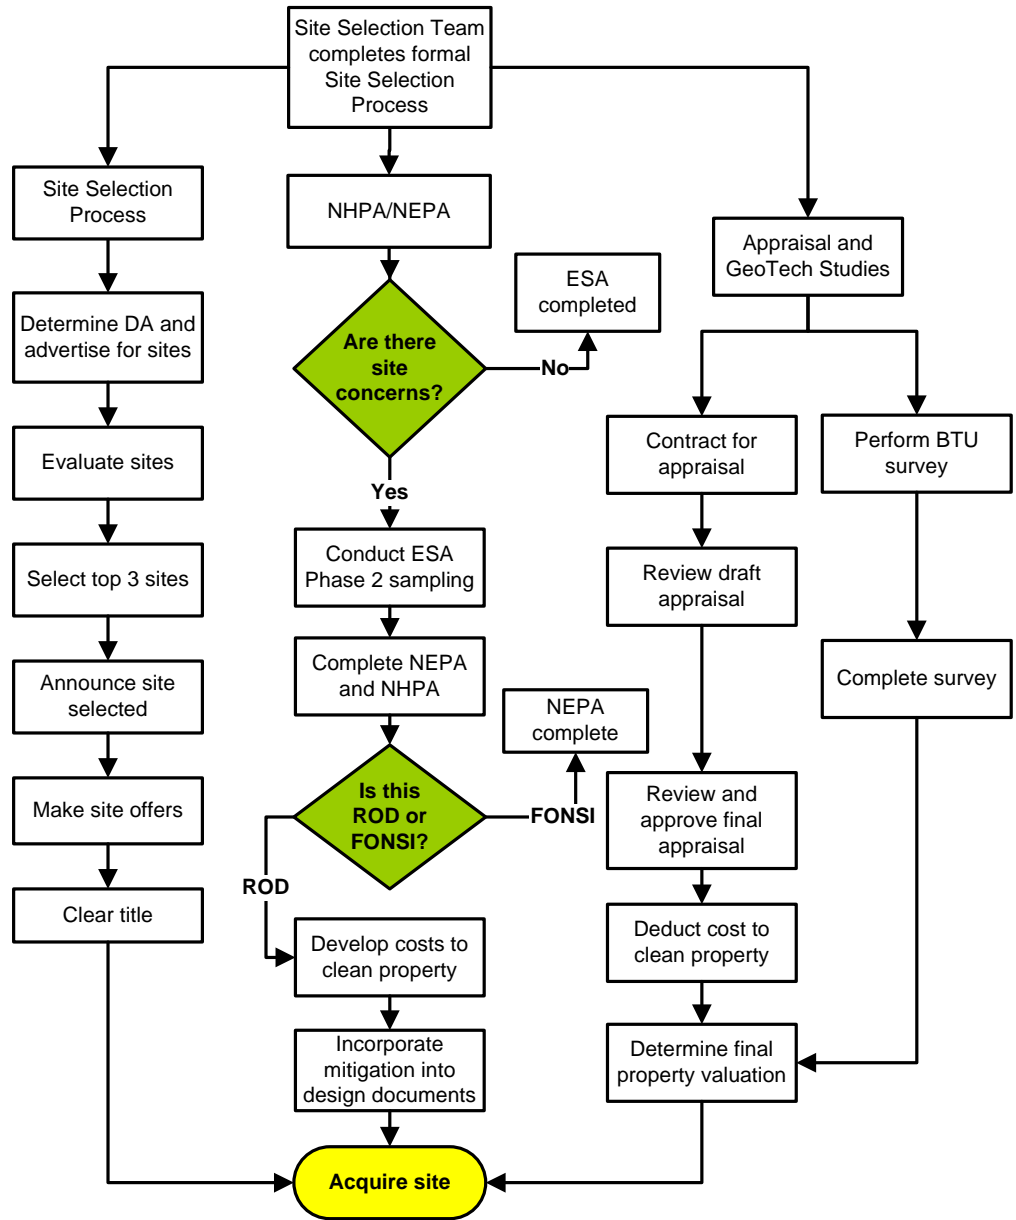 Site Selection Team
completes formal
Site Selection
Process
Site Selection
Process
Determine DA and
advertise for sites
Evaluate sites
Select top 3 sites
Announce site
selected
Make site offers
Clear title
NHPA/NEPA
Are there
site
concerns?
No
ESA
completed
Yes
Conduct ESA
Phase 2 sampling
Complete NEPA
and NHPA
Is this
ROD or
FONSI?
FONSI
NEPA
complete
ROD
Develop costs to
clean property
Incorporate
mitigation into
design documents
Appraisal and
GeoTech Studies
Contract for
appraisal
Review draft
appraisal
Review and
approve final
appraisal
Deduct cost to
clean property
Determine final
property valuation
Perform BTU
survey
Complete survey
Acquire site